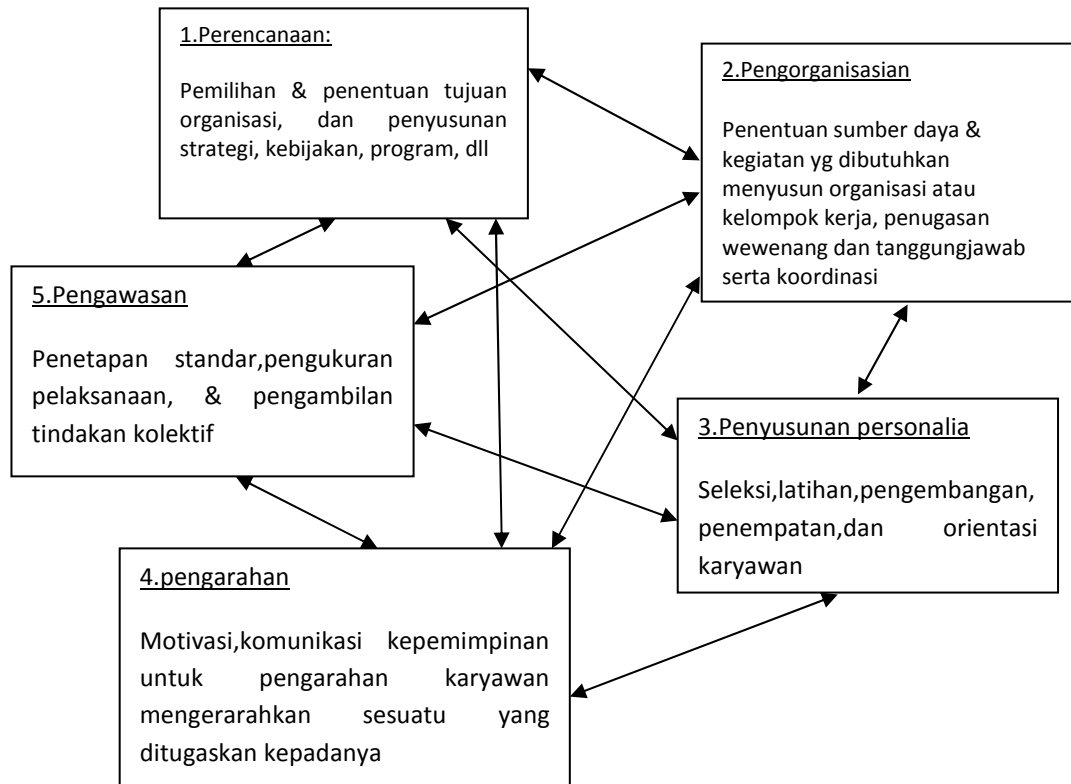 1.Perencanaan:
Pemilihan & penentuan tujuan
organisasi, dan penyusunan
strategi, kebijakan, program, dll
2.Pengorganisasian
Penentuan sumber daya &
kegiatan yg dibutuhkan
menyusun organisasi atau
kelompok kerja, penugasan
wewenang dan tanggungjawab
serta koordinasi
3.Penyusunan personalia
Seleksi,latihan,pengembangan,
penempatan,dan orientasi
karyawan
4.pengarahan
Motivasi,komunikasi kepemimpinan
untuk pengarahan karyawan
mengerarahkan sesuatu yang
ditugaskan kepadanya
5.Pengawasan
Penetapan standar,pengukuran
pelaksanaan, & pengambilan
tindakan kolektif